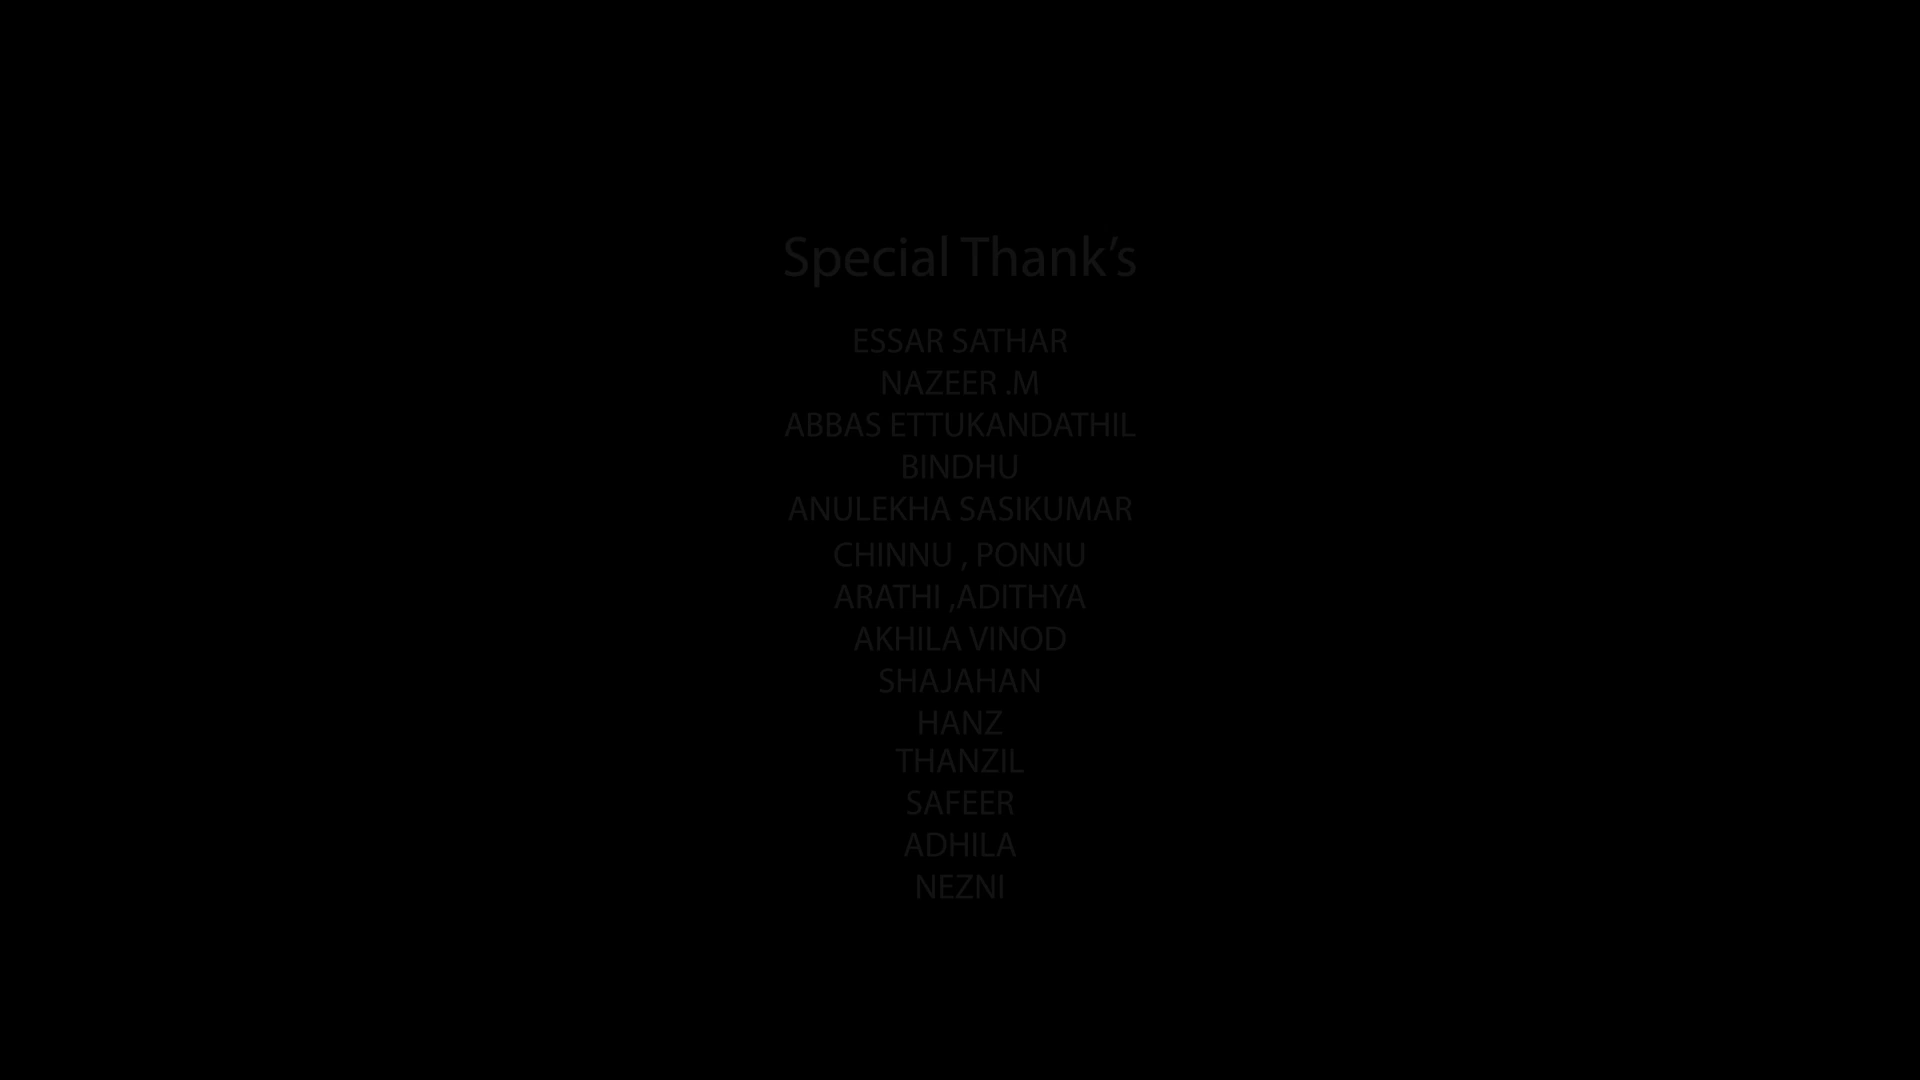 Special Thank’s
ESSAR SATHAR
NAZEER .M
ABBAS ETTUKANDATHIL
BINDHU
ANULEKHA SASIKUMAR
CHINNU , PONNU
ARATHI ,ADITHYA
AKHILA VINOD
SHAJAHAN
HANZ
THANZIL
SAFEER
ADHILA
NEZNI